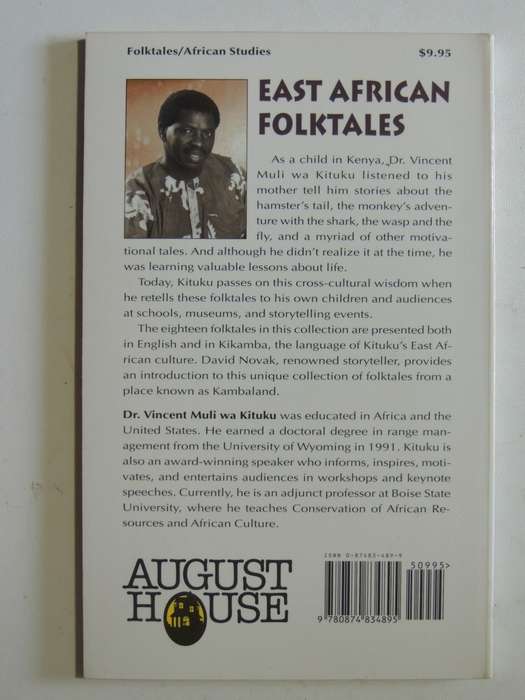 Folktales/African Studies $9.95
EAST AFRICAN
FOLKTALES
As a child in Kenya, Dr. Vincent
Muli wa Kituku listened to his
mother tell him stories about the
hamster's tail, the monkey's adven-
ture with the shark, the wasp and the
fly, and a myriad of other motiva-
tional tales. And although he didn't realize it at the time, he
was learning valuable lessons about life.
Today, Kituku passes on this cross-cultural wisdom when
he retells these folktales to his own children and audiences
at schools, museums, and storytelling events.
The eighteen folktales in this collection are presented both
in English and in Kikamba, the language of Kituku's East Af-
rican culture. David Novak, renowned storyteller, provides
an introduction to this unique collection of folktales from a
place known as Kambaland.
Dr. Vincent Muli wa Kituku was educated in Africa and the
United States. He earned a doctoral degree in range man-
agement from the University of Wyoming in 1991. Kituku is
also an award-winning speaker who informs, inspires, moti-
vates, and entertains audiences in workshops and keynote
speeches. Currently, he is an adjunct professor at Boise State
University, where he teaches Conservation of African Re-
sources and African Culture.
AUGUST
HOUSE
ISBN 0-87483-489-9
50995>
9 780874 834895